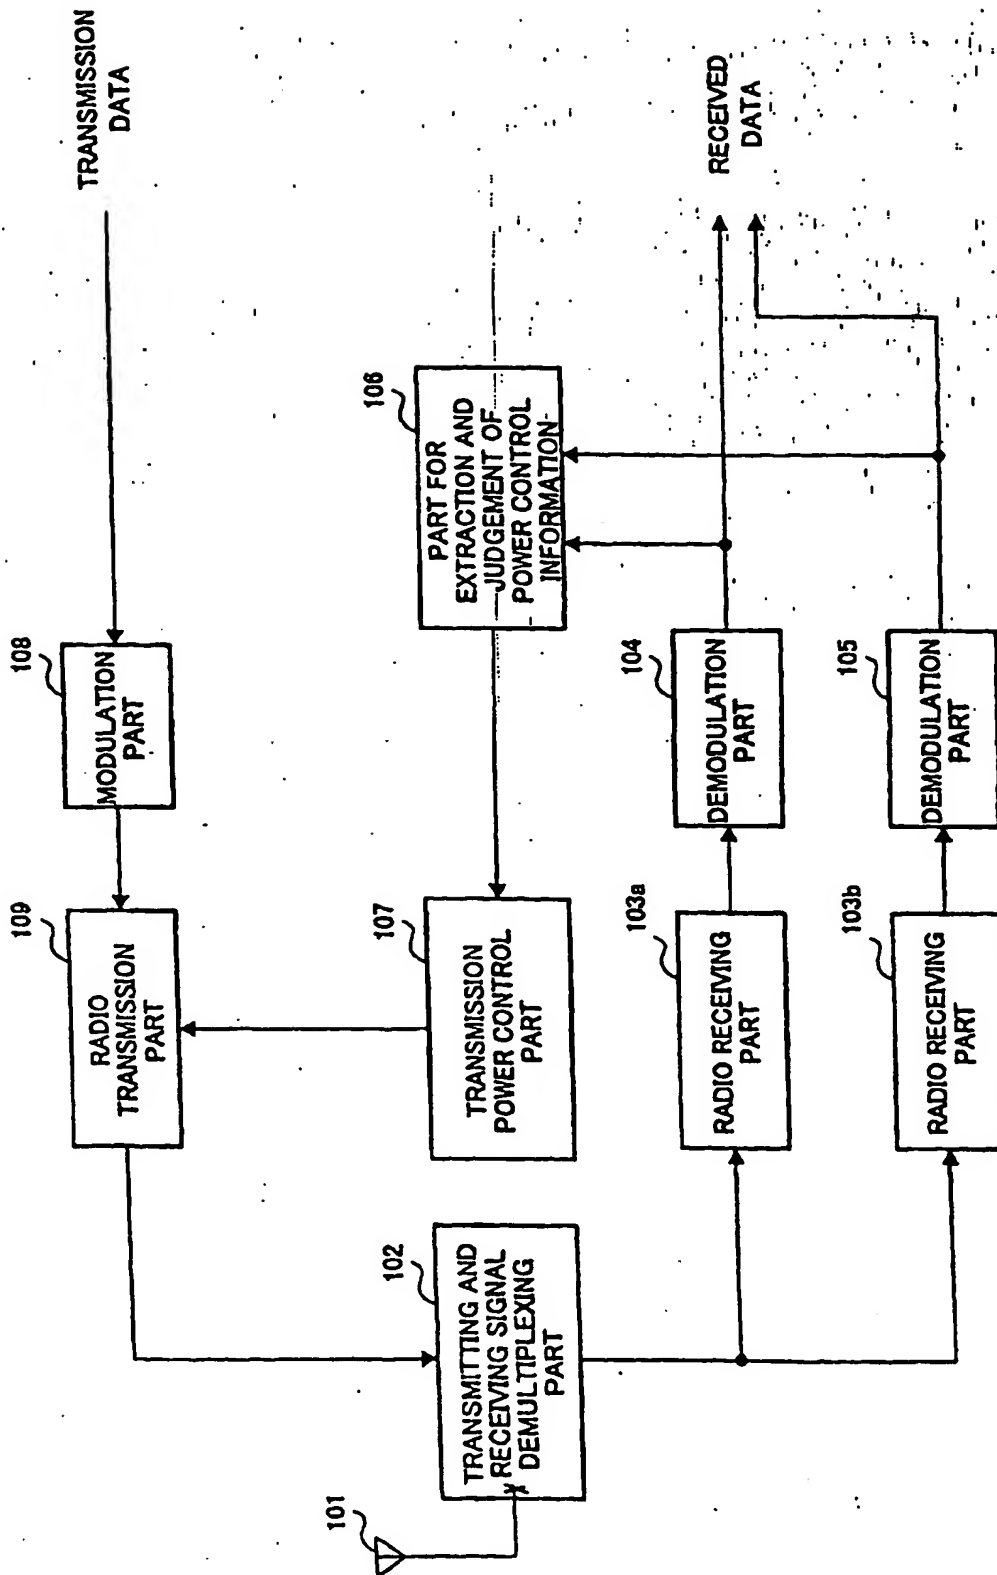 TRANSMISSION
DATA
108
MODULATION
PART
109
RADIO
TRANSMISSION
PART
106
PART FOR
EXTRACTION AND
JUDGEMENT OF
POWER CONTROL
INFORMATION
107
TRANSMISSION
POWER CONTROL
PART
101
102
TRANSMITTING AND
RECEIVING SIGNAL
DEMULTIPLEXING
PART
RECEIVED
DATA
104
DEMODULATION
PART
103a
RADIO RECEIVING
PART
105
DEMODULATION
PART
103b
RADIO RECEIVING
PART